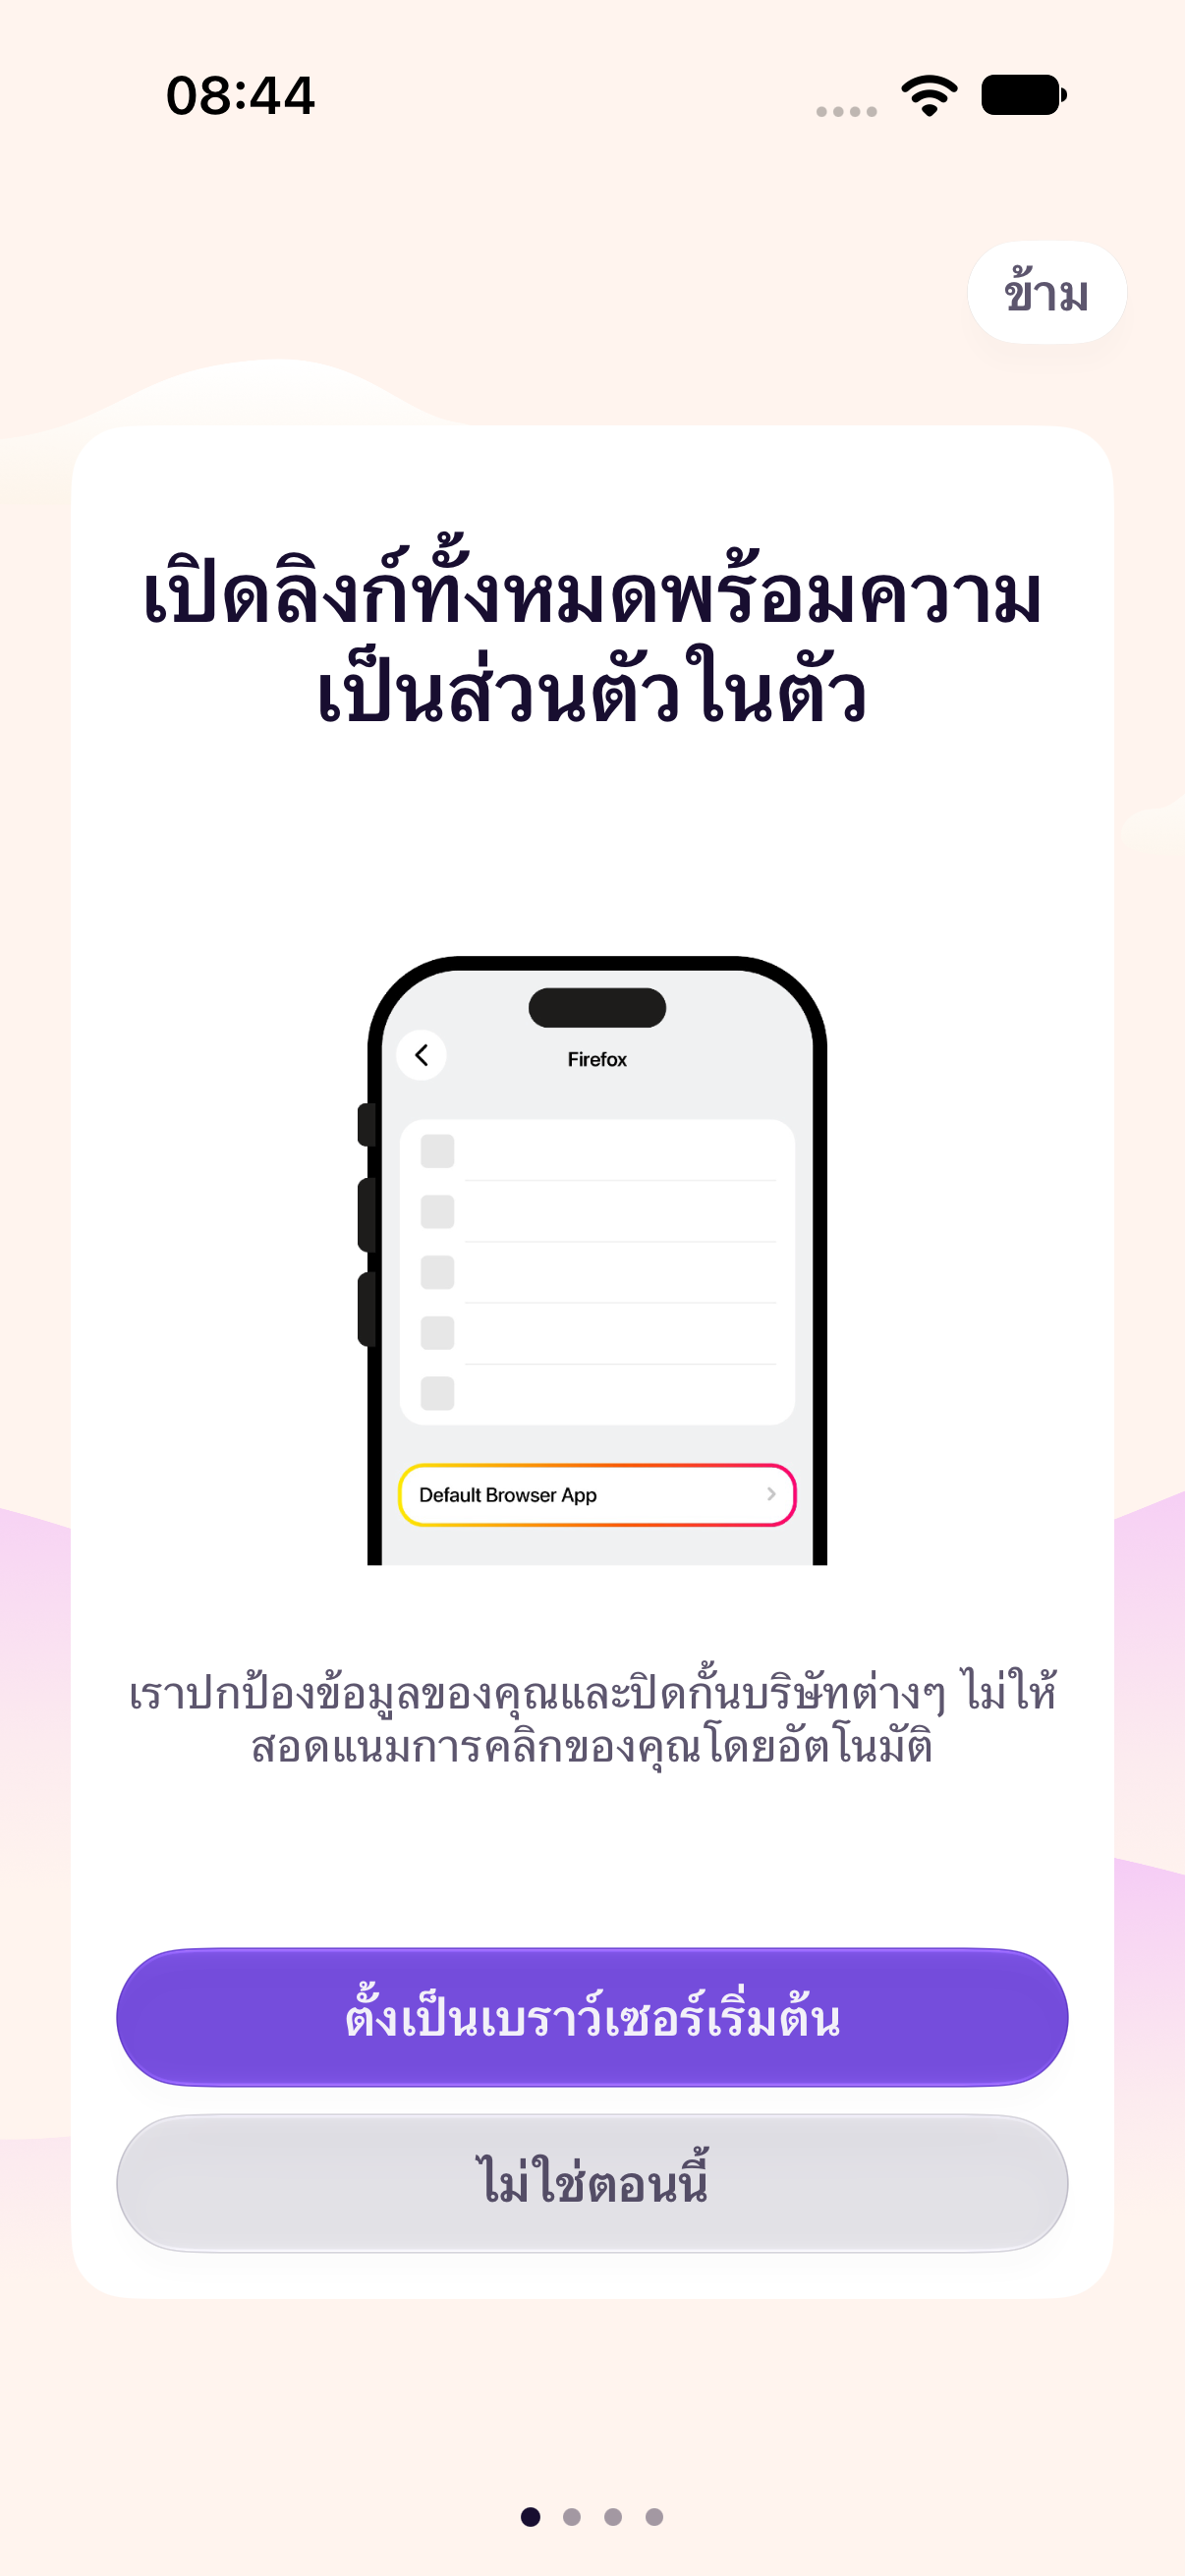 08:44
ข้าม
เปิดลิงก์ทั้งหมดพร้อมความ
เป็นส่วนตัวในตัว
Firefox
Default Browser App
เราปกป้องข้อมูลของคุณและปิดกั้นบริษัทต่างๆ ไม่ให้
สอดแนมการคลิกของคุณโดยอัตโนมัติ
ตั้งเป็นเบราว์เซอร์เริ่มต้น
ไม่ใช่ตอนนี้